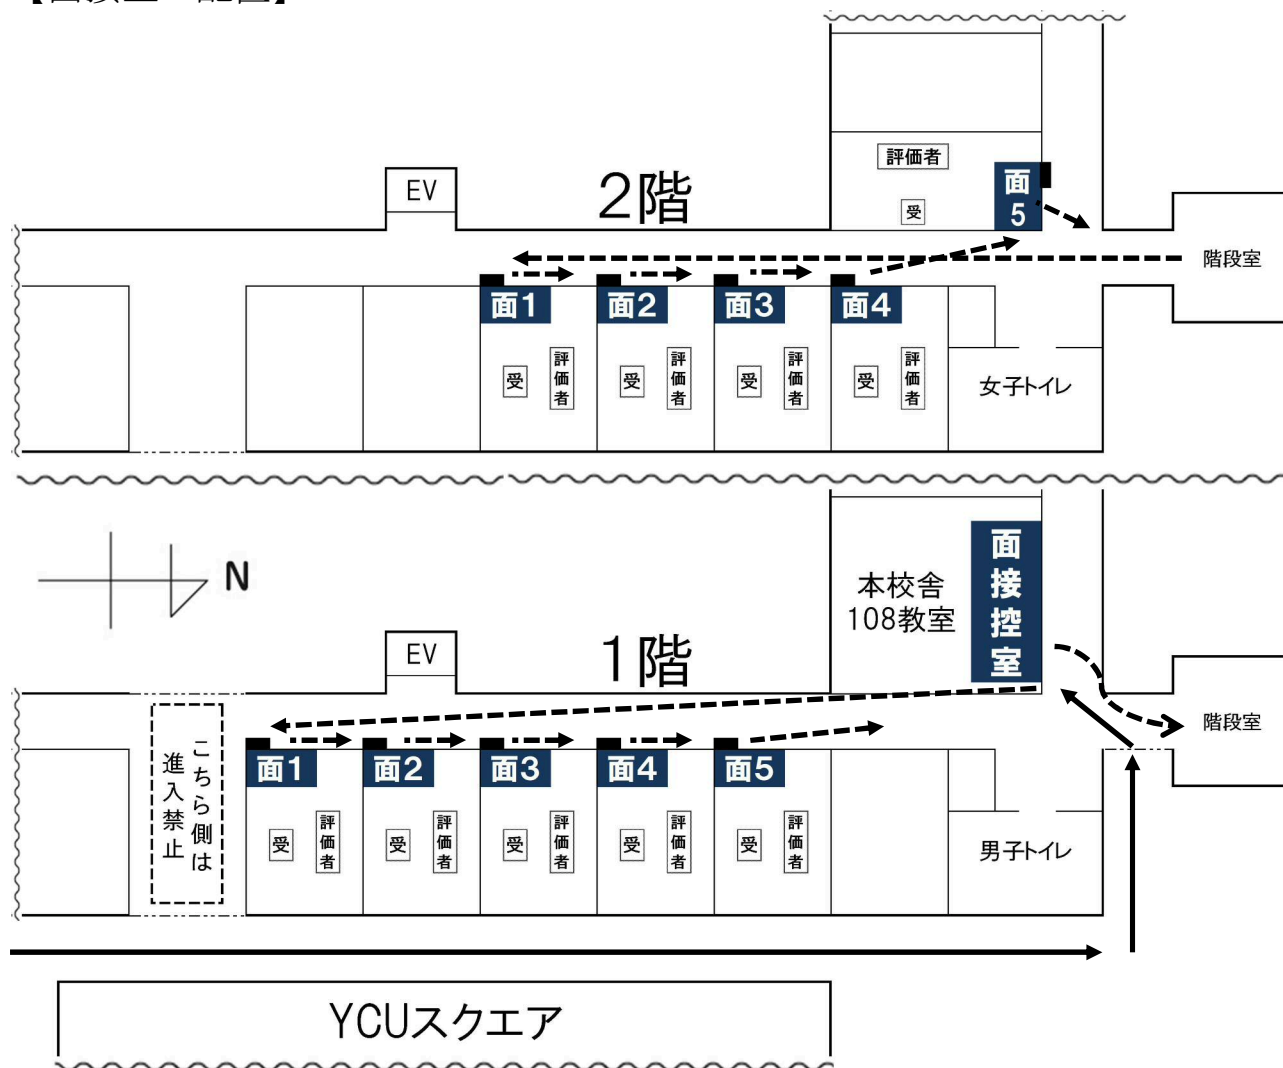 評価者
面
5
受
EV
2階
階段室
面1
面2
面3
面4
受
評価者
受
評価者
受
評価者
受
評価者
女子トイレ
面接控室
本校舎
108教室
N
EV
1階
階段室
こちら側は
進入禁止
面1
面2
面3
面4
面5
受
評価者
受
評価者
受
評価者
受
評価者
受
評価者
男子トイレ
YCUスクエア